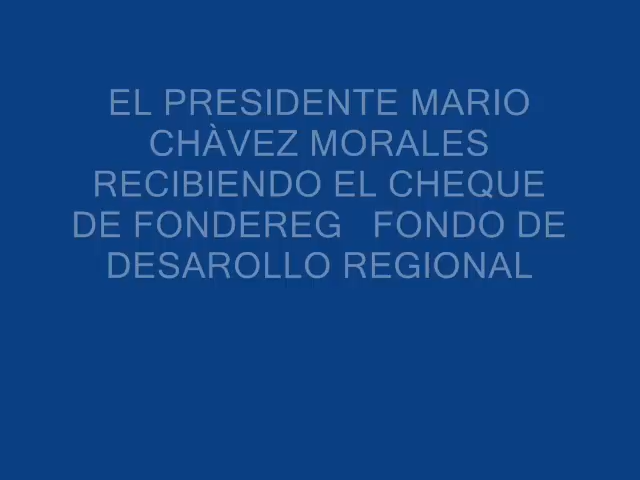 EL PRESIDENTE MARIO
CHÀVEZ MORALES
RECIBIENDO EL CHEQUE
DE FONDEREG   FONDO DE
DESAROLLO REGIONAL